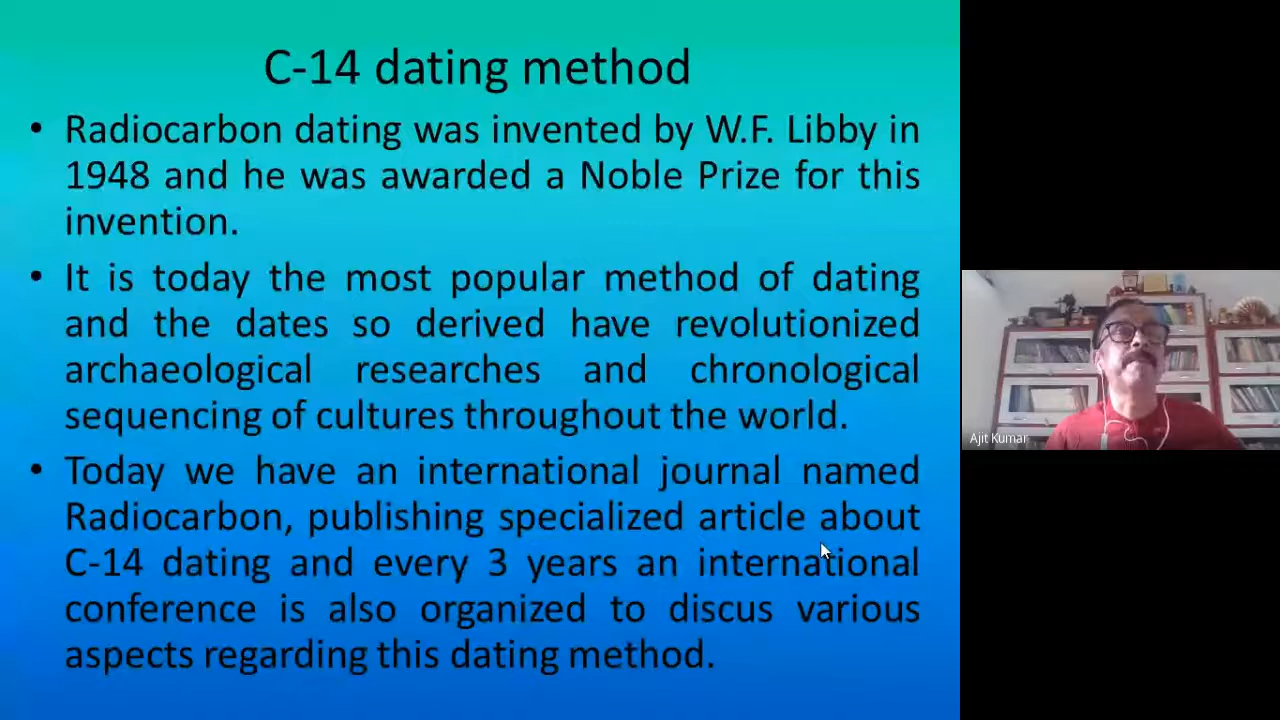 C-14 dating method
• Radiocarbon dating was invented by W.F. Libby in
1948 and he was awarded a Noble Prize for this
invention.
• It is today the most popular method of dating
and the dates so derived have revolutionized
archaeological researches and chronological
sequencing of cultures throughout the world.
• Today we have an international journal named
Radiocarbon, publishing specialized article about
C-14 dating and every 3 years an international
conference is also organized to discus various
aspects regarding this dating method.
Ajit Kumar